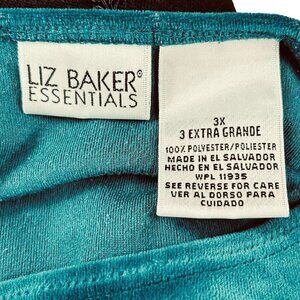 LIZ BAKER®
ESSENTIALS
3X
3 EXTRA GRANDE
100% POLYESTER/POLIESTER
MADE IN EL SALVADOR
HECHO EN EL SALVADOR
WPL 11935
SEE REVERSE FOR CARE
VER AL DORSO PARA
CUIDADO